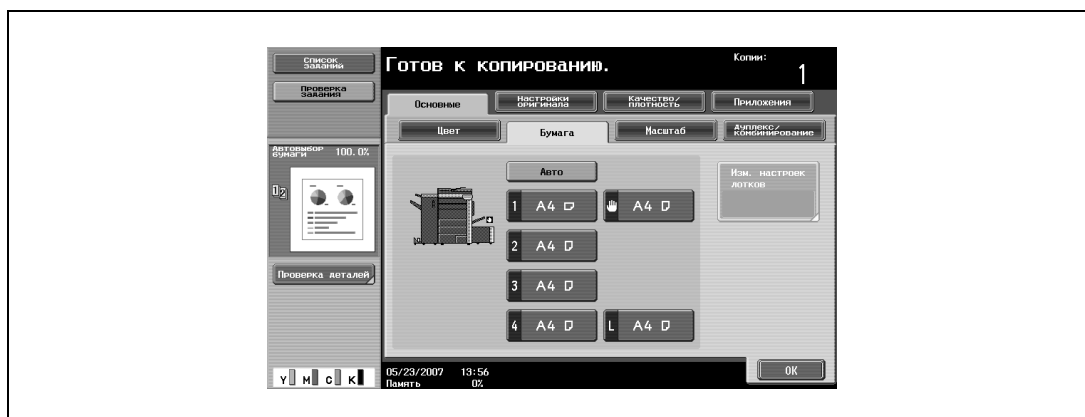 Список
заданий
Проверка
задания
Готов к копированию.
Копии:
1
Основные
Настройки
оригинала
Качество/
плотность
Приложения
Цвет
Бумага
Масштаб
Дуплекс/
комбинирование
Автовыбор
бумаги 100.0%
12
Авто
Изм. настроек
лотков
1 A4
A4
2 A4
3 A4
4 A4
L A4
Проверка деталей
Y M C K
05/23/2007 13:56
Память 0%
OK